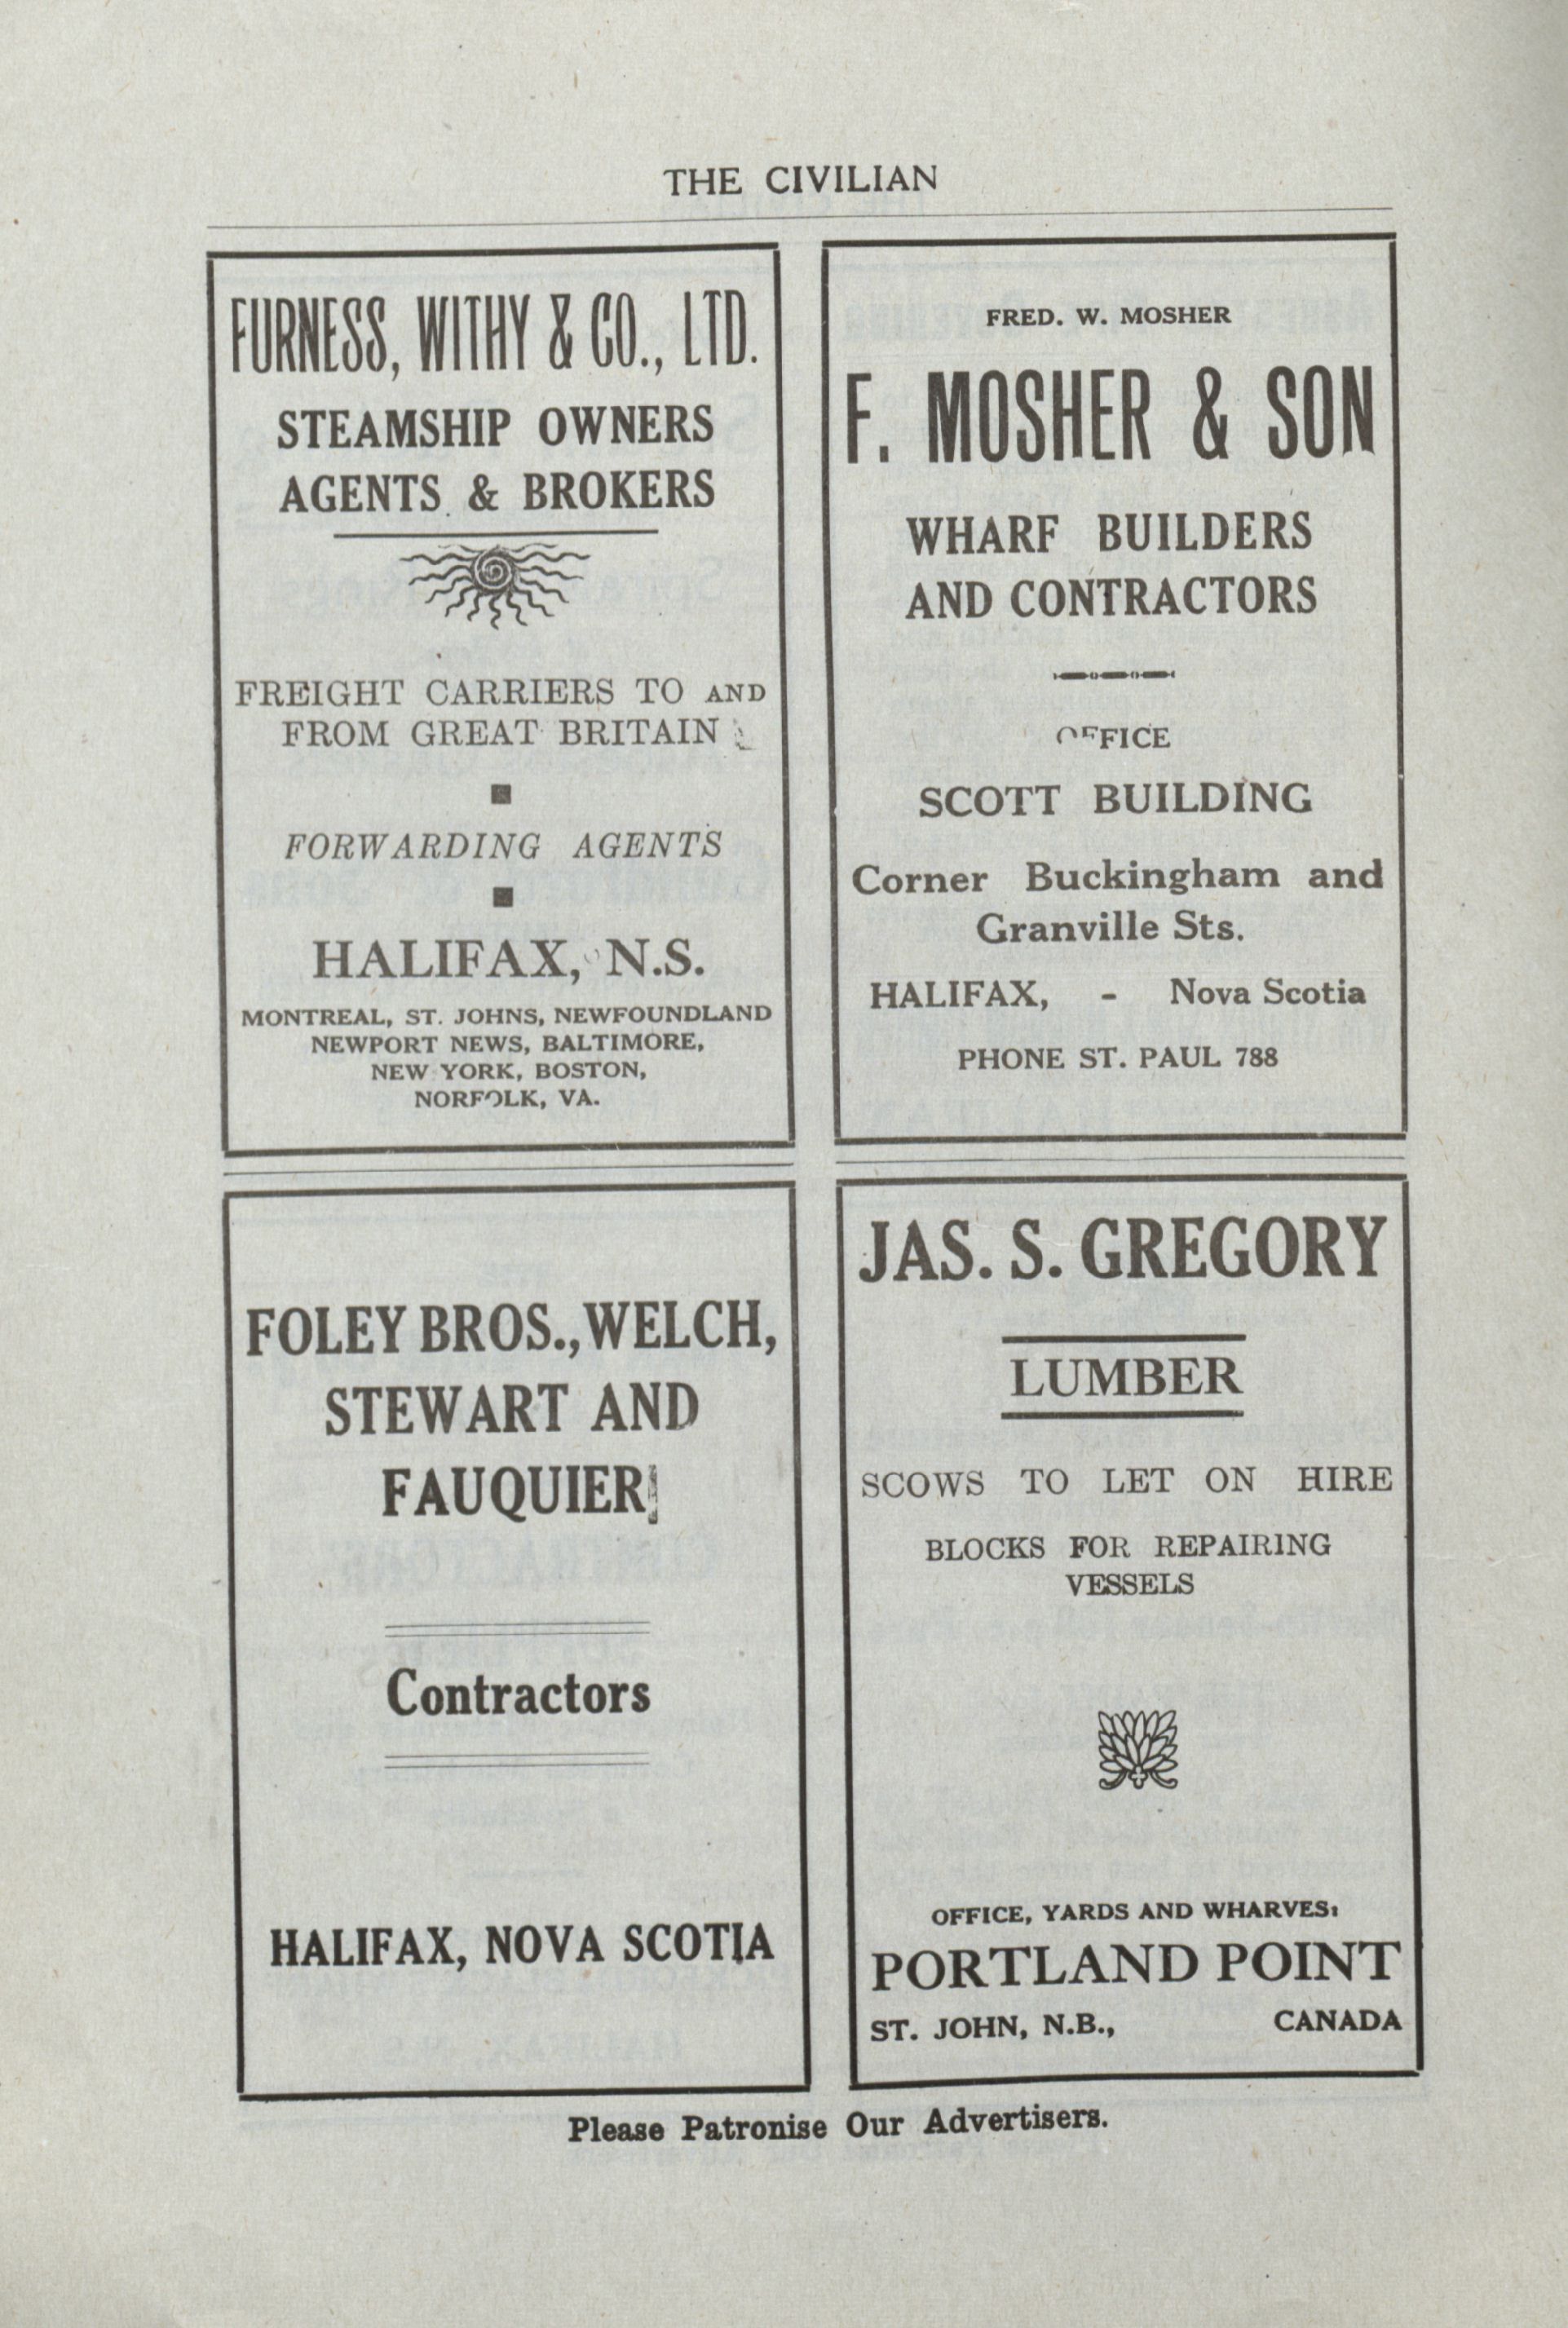 THE CIVILIAN
FURNESS, WITHY & CO., LTD.
STEAMSHIP OWNERS
AGENTS & BROKERS
FREIGHT CARRIERS TO AND
FROM GREAT BRITAIN
FORWARDING AGENTS
HALIFAX, N.S.
MONTREAL, ST. JOHNS, NEWFOUNDLAND
NEWPORT NEWS, BALTIMORE,
NEW YORK, BOSTON,
NORFOLK, VA.
FRED. W. MOSHER
F. MOSHER & SON
WHARF BUILDERS
AND CONTRACTORS
OFFICE
SCOTT BUILDING
Corner Buckingham and
Granville Sts.
HALIFAX, - Nova Scotia
PHONE ST. PAUL 788
FOLEY BROS., WELCH,
STEWART AND
FAUQUIER
Contractors
HALIFAX, NOVA SCOTIA
JAS. S. GREGORY
LUMBER
SCOWS TO LET ON HIRE
BLOCKS FOR REPAIRING
VESSELS
OFFICE, YARDS AND WHARVES:
PORTLAND POINT
ST. JOHN, N.B., CANADA
Please Patronise Our Advertisers.